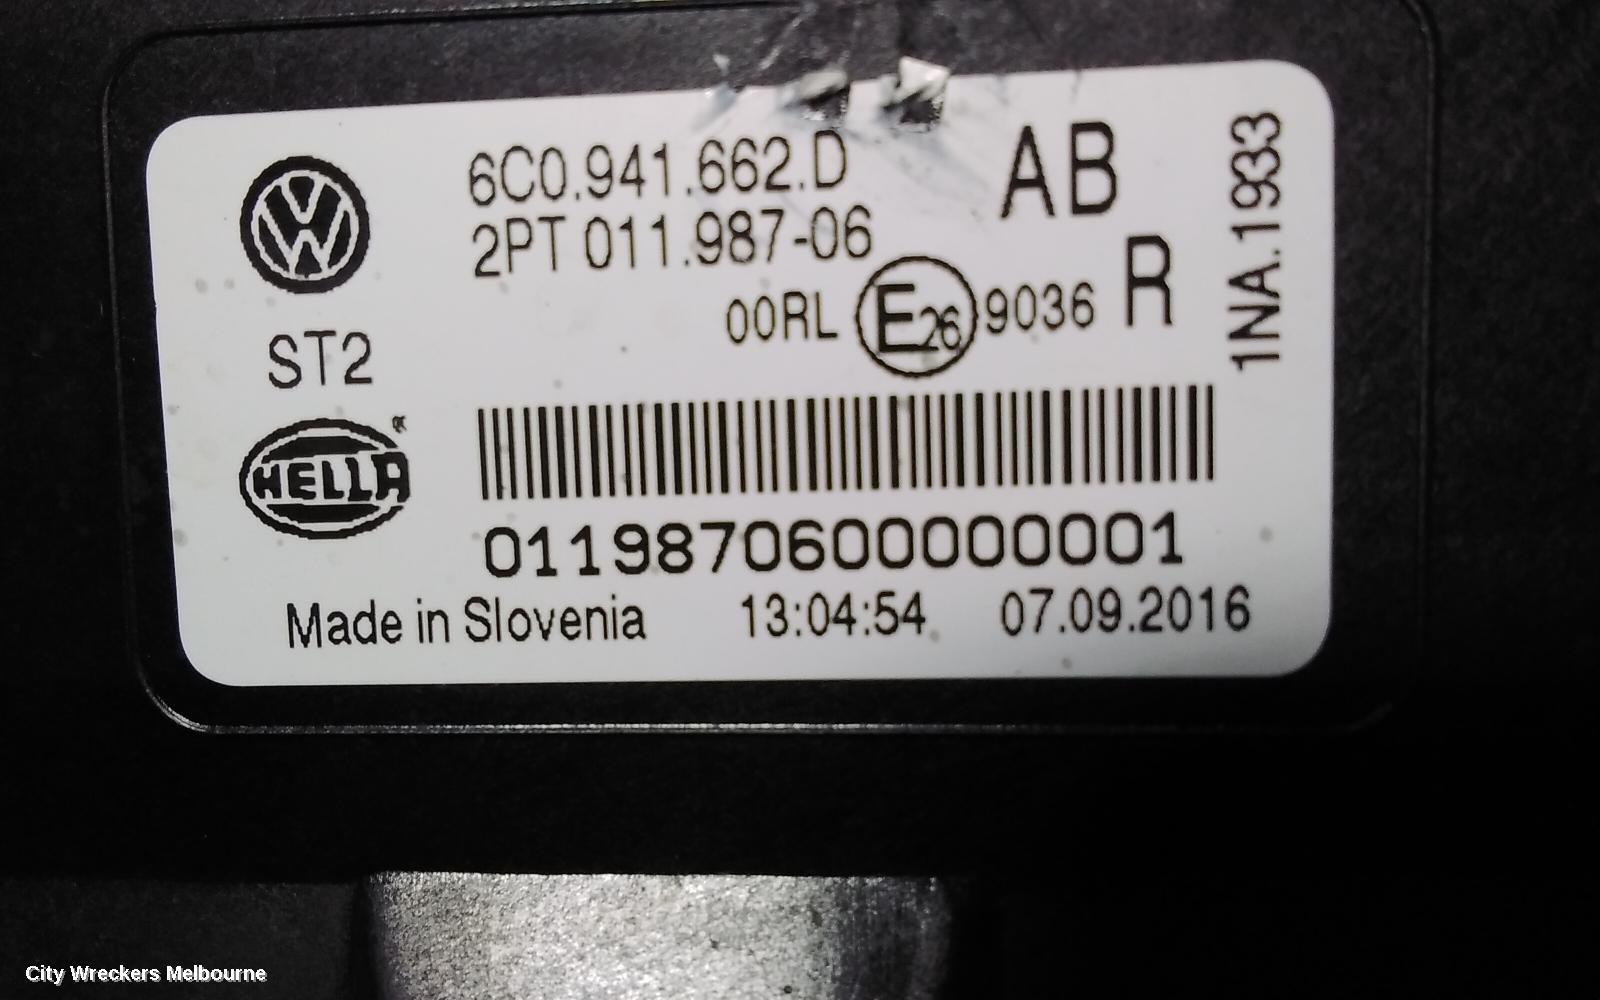 6C0.941.662.D
AB
2PT 011.987-06
00RL E26 9036
R
1NA.1933
ST2
HELLA
0119870600000001
Made in Slovenia 13:04:54 07.09.2016
City Wreckers Melbourne